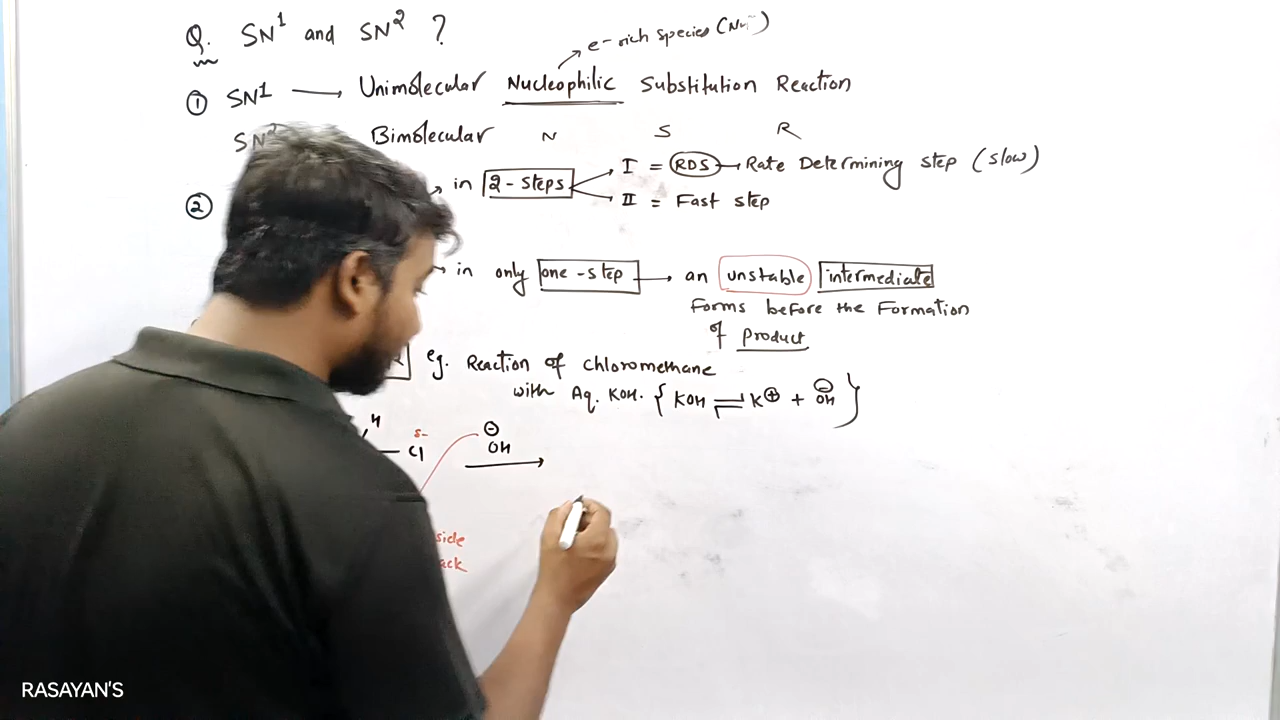 Q. SN¹ and SN² ?
e- rich species (Nu
① SN¹ → Unimolecular Nucleophilic Substitution Reaction
SN² Bimolecular N S R
② in 2-steps I = RDS → Rate Determining step (slow)
II = Fast step
in only one-step → an unstable intermediate
Forms before the Formation
of Product
eg. Reaction of Chloromethane
with Aq. KOH. { KOH ⇌ K⊕ + ⊖OH }
H
δ- ⊖
Cl OH
side
ack
RASAYAN'S